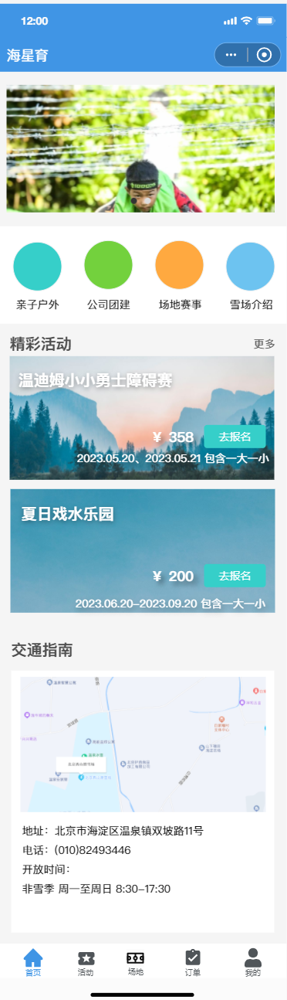 12:00
海星育
亲子户外 公司团建 场地赛事 雪场介绍
精彩活动 更多
温迪姆小小勇士障碍赛
¥ 358 去报名
2023.05.20、2023.05.21 包含一大一小
夏日戏水乐园
¥ 200 去报名
2023.06.20-2023.09.20 包含一大一小
交通指南
地址：北京市海淀区温泉镇双坡路11号
电话：(010)82493446
开放时间：
非雪季 周一至周日 8:30-17:30
首页 活动 场地 订单 我的